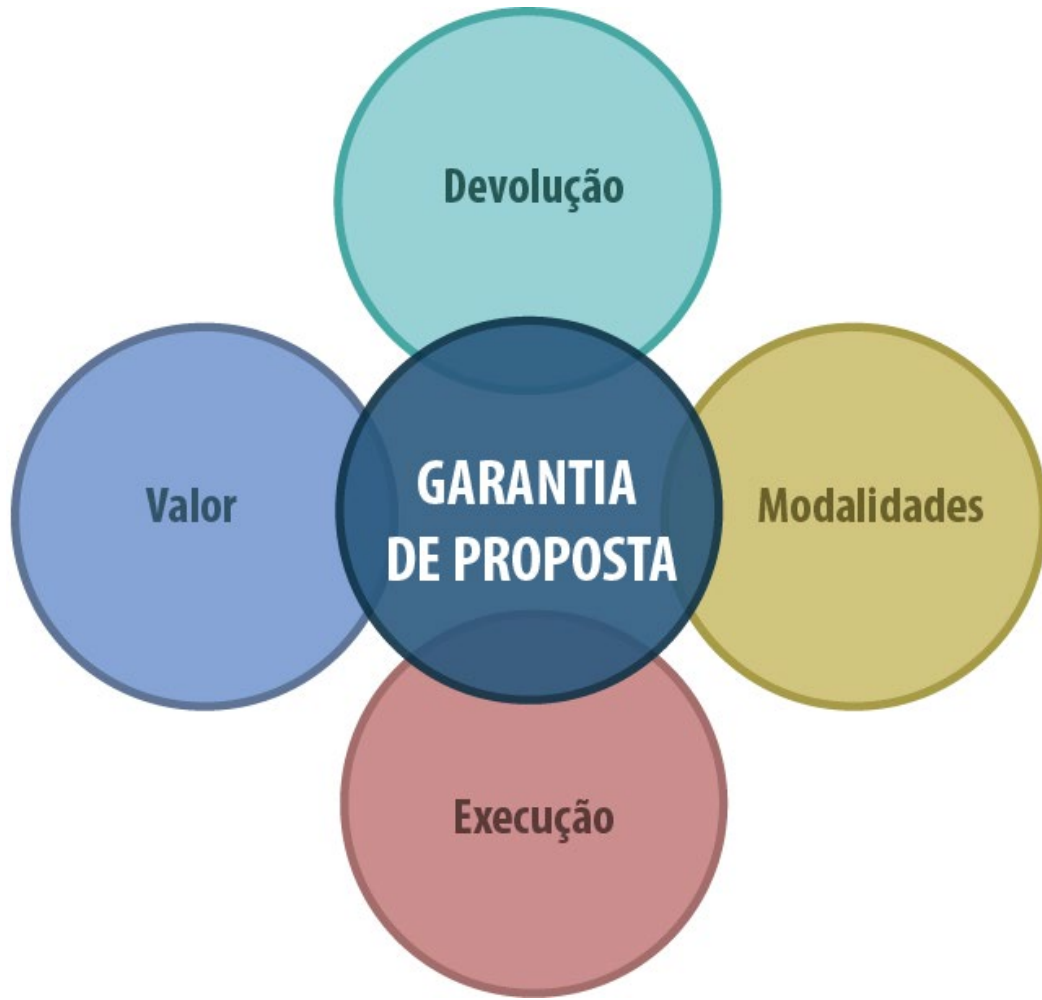 Devolução
Valor
GARANTIA
DE PROPOSTA
Modalidades
Execução